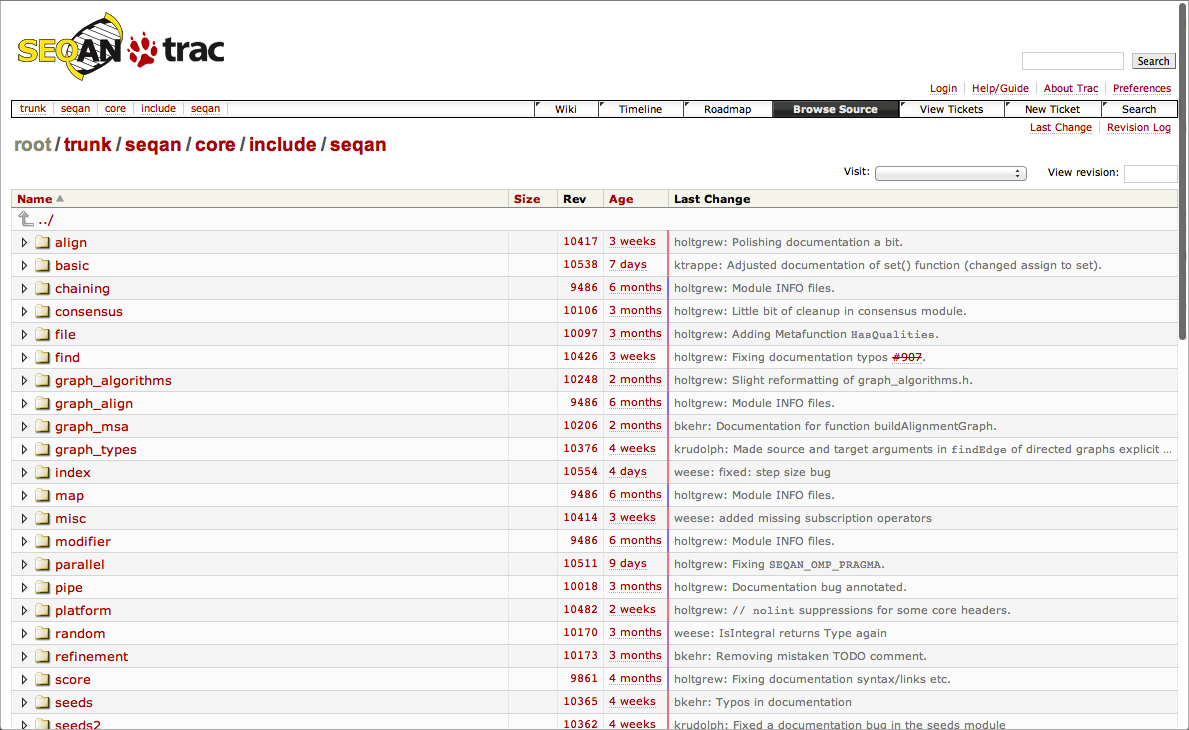 SEQAN trac
Search
Login Help/Guide About Trac Preferences
trunk seqan core include seqan Wiki Timeline Roadmap Browse Source View Tickets New Ticket Search
Last Change Revision Log
root / trunk / seqan / core / include / seqan
Visit: View revision:
Name Size Rev Age Last Change
../
align 10417 3 weeks holtgrew: Polishing documentation a bit.
basic 10538 7 days ktrappe: Adjusted documentation of set() function (changed assign to set).
chaining 9486 6 months holtgrew: Module INFO files.
consensus 10106 3 months holtgrew: Little bit of cleanup in consensus module.
file 10097 3 months holtgrew: Adding Metafunction HasQualities.
find 10426 3 weeks holtgrew: Fixing documentation typos #907.
graph_algorithms 10248 2 months holtgrew: Slight reformatting of graph_algorithms.h.
graph_align 9486 6 months holtgrew: Module INFO files.
graph_msa 10206 2 months bkehr: Documentation for function buildAlignmentGraph.
graph_types 10376 4 weeks krudolph: Made source and target arguments in findEdge of directed graphs explicit ...
index 10554 4 days weese: fixed: step size bug
map 9486 6 months holtgrew: Module INFO files.
misc 10414 3 weeks weese: added missing subscription operators
modifier 9486 6 months holtgrew: Module INFO files.
parallel 10511 9 days holtgrew: Fixing SEQAN_OMP_PRAGMA.
pipe 10018 3 months holtgrew: Documentation bug annotated.
platform 10482 2 weeks holtgrew: // nolint suppressions for some core headers.
random 10170 3 months weese: IsIntegral returns Type again
refinement 10173 3 months bkehr: Removing mistaken TODO comment.
score 9861 4 months holtgrew: Fixing documentation syntax/links etc.
seeds 10365 4 weeks bkehr: Typos in documentation
seeds2 10362 4 weeks krudolph: Fixed a documentation bug in the seeds module